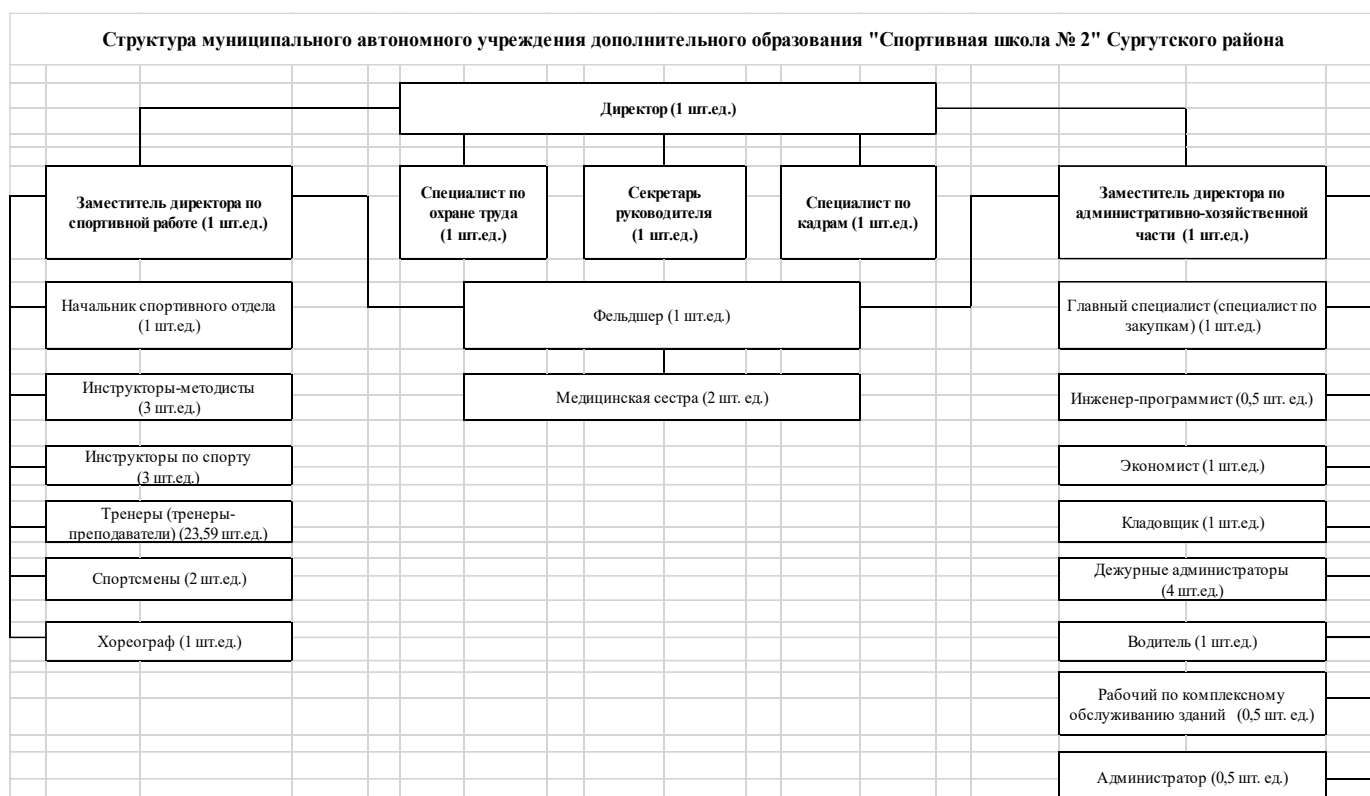 Структура муниципального автономного учреждения дополнительного образования "Спортивная школа № 2" Сургутского района
Директор (1 шт.ед.)
Заместитель директора по
спортивной работе (1 шт.ед.)
Специалист по
охране труда
(1 шт.ед.)
Секретарь
руководителя
(1 шт.ед.)
Специалист по
кадрам (1 шт.ед.)
Заместитель директора по
административно-хозяйственной
части (1 шт.ед.)
Начальник спортивного отдела
(1 шт.ед.)
Фельдшер (1 шт.ед.)
Главный специалист (специалист по
закупкам) (1 шт.ед.)
Инструкторы-методисты
(3 шт.ед.)
Медицинская сестра (2 шт. ед.)
Инженер-программист (0,5 шт. ед.)
Инструкторы по спорту
(3 шт.ед.)
Экономист (1 шт.ед.)
Тренеры (тренеры-
преподаватели) (23,59 шт.ед.)
Кладовщик (1 шт.ед.)
Спортсмены (2 шт.ед.)
Дежурные администраторы
(4 шт.ед.)
Хореограф (1 шт.ед.)
Водитель (1 шт.ед.)
Рабочий по комплексному
обслуживанию зданий (0,5 шт. ед.)
Администратор (0,5 шт. ед.)